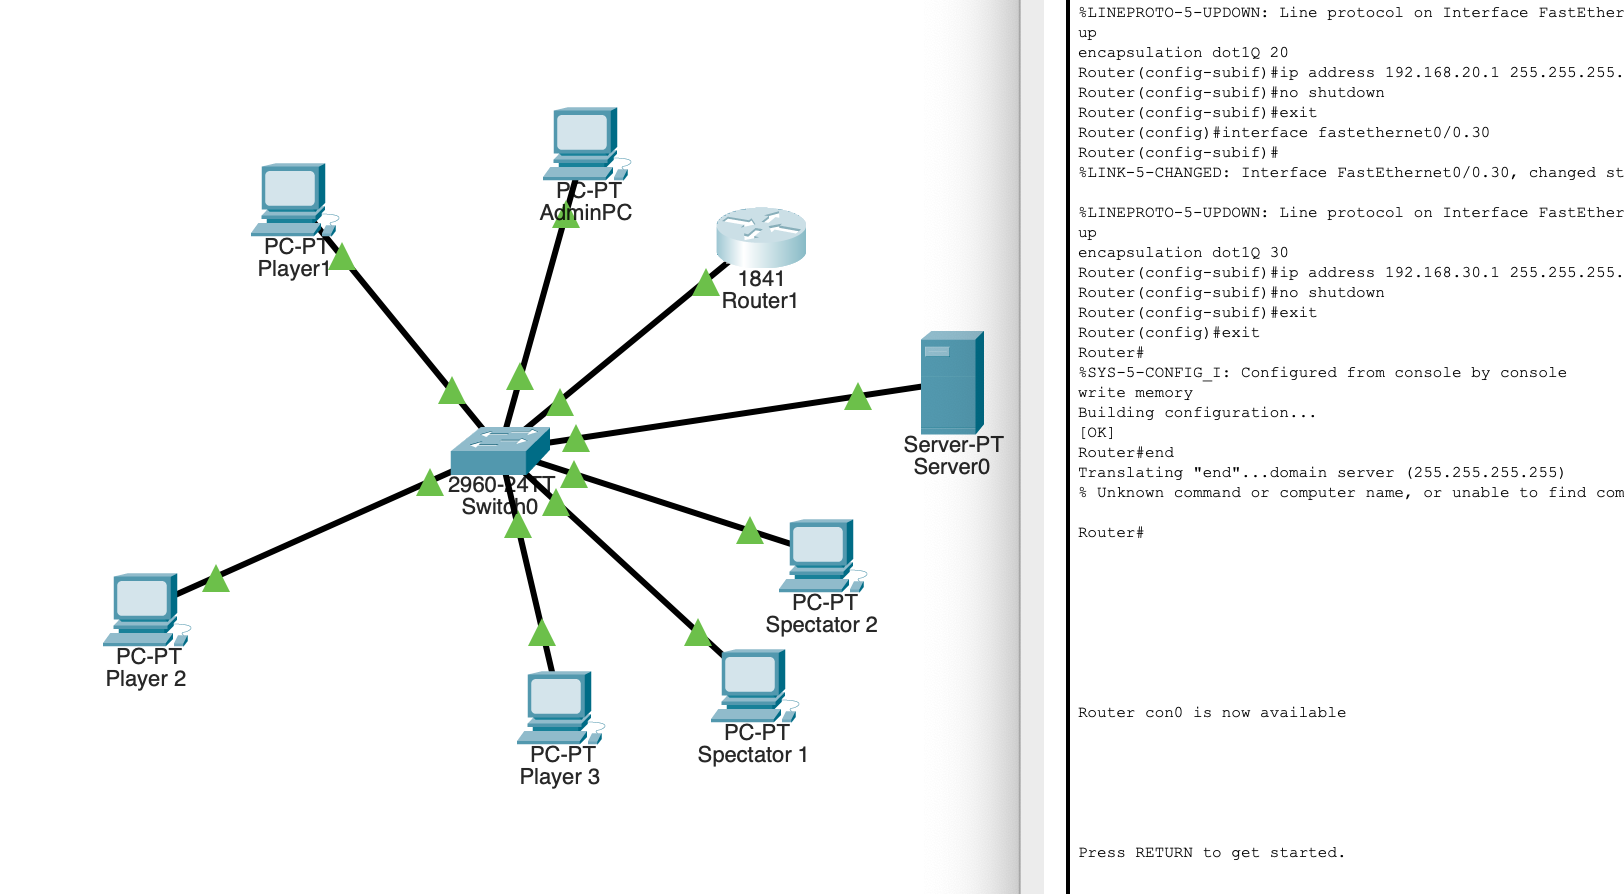 PC-PT
AdminPC
PC-PT
Player1
1841
Router1
Server-PT
Server0
2960-24TT
Switch0
PC-PT
Spectator 2
PC-PT
Player 2
PC-PT
Spectator 1
PC-PT
Player 3
%LINEPROTO-5-UPDOWN: Line protocol on Interface FastEther
up
encapsulation dot1Q 20
Router(config-subif)#ip address 192.168.20.1 255.255.255.
Router(config-subif)#no shutdown
Router(config-subif)#exit
Router(config)#interface fastethernet0/0.30
Router(config-subif)#
%LINK-5-CHANGED: Interface FastEthernet0/0.30, changed st
%LINEPROTO-5-UPDOWN: Line protocol on Interface FastEther
up
encapsulation dot1Q 30
Router(config-subif)#ip address 192.168.30.1 255.255.255.
Router(config-subif)#no shutdown
Router(config-subif)#exit
Router(config)#exit
Router#
%SYS-5-CONFIG_I: Configured from console by console
write memory
Building configuration...
[OK]
Router#end
Translating "end"...domain server (255.255.255.255)
% Unknown command or computer name, or unable to find com
Router#
Router con0 is now available
Press RETURN to get started.